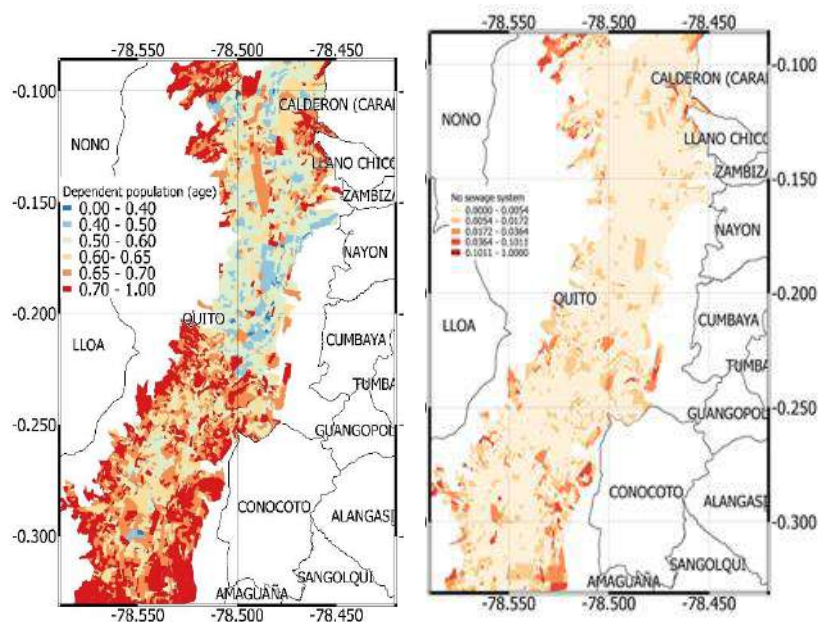 -78.550 -78.500 -78.450
-0.100
CALDERON (CARA
NONO
LLANO CHICO
ZAMBIZA
Dependent population (age)
0.00 - 0.40
0.40 - 0.50
0.50 - 0.60
0.60- 0.65
0.65 - 0.70
0.70 - 1.00
-0.150
NAYON
-0.200
QUITO
LLOA
CUMBAYA (
TUMBA
-0.250
GUANGOPOL
CONOCOTO
ALANGASI
-0.300
SANGOLQUI
AMAGUAÑA
-78.550 -78.500 -78.450
-78.550 -78.500 -78.450
-0.100
CALDERON (CARA
NONO
LLANO CHICO
ZAMBIZA
-0.150
No sewage system
0.0000 - 0.0054
0.0054 - 0.0172
0.0172 - 0.0364
0.0364 - 0.1011
0.1011 - 1.0000
NAYON
QUITO
-0.200
LLOA
CUMBAYA (
TUMBA
-0.250
GUANGOPOL
CONOCOTO
ALANGASI
-0.300
SANGOLQUI
AMAGUAÑA
-78.550 -78.500 -78.450